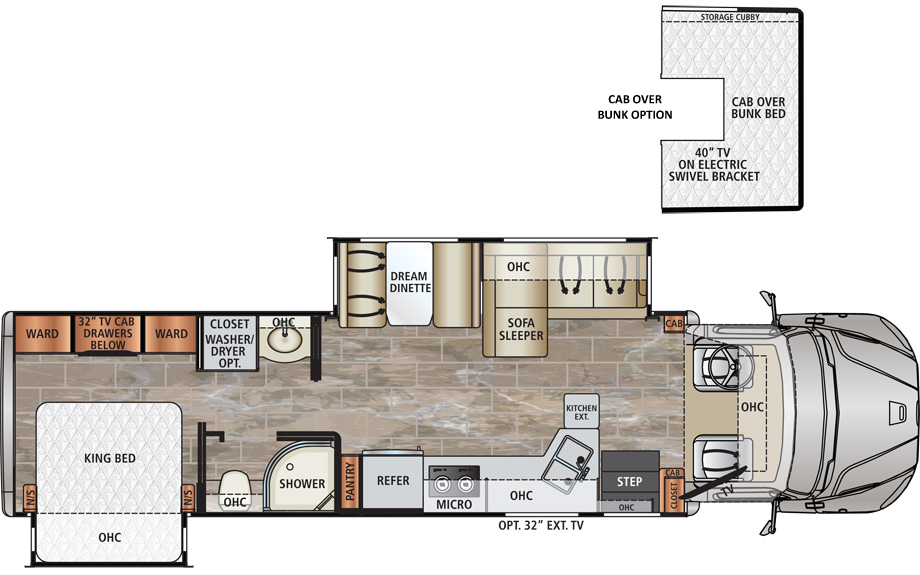 STORAGE CUBBY
CAB OVER
BUNK OPTION
CAB OVER
BUNK BED
40” TV
ON ELECTRIC
SWIVEL BRACKET
DREAM
DINETTE
OHC
SOFA
SLEEPER
CAB
WARD
32” TV CAB
DRAWERS
BELOW
WARD
CLOSET
WASHER/
DRYER
OPT.
OHC
OHC
KITCHEN
EXT.
KING BED
N/S
N/S
OHC
OHC
SHOWER
PANTRY
REFER
MICRO
OHC
STEP
OHC
CAB
CLOSET
TV
OPT. 32” EXT. TV